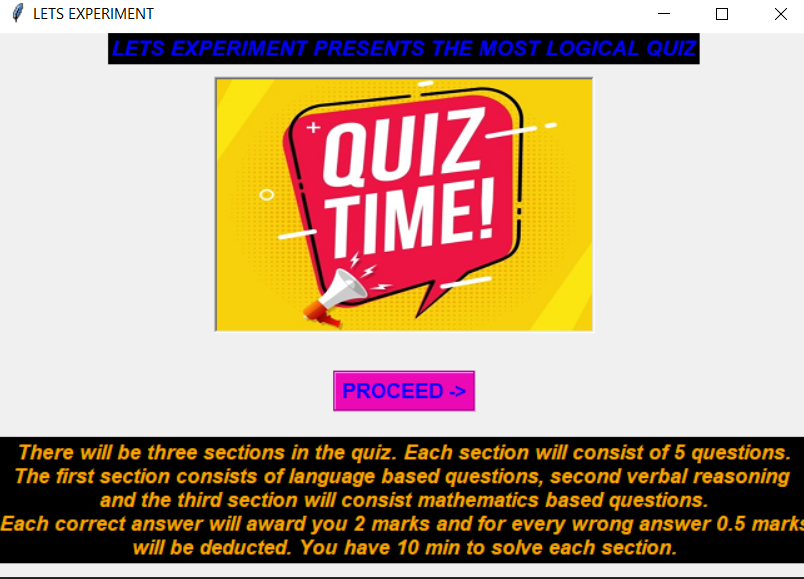 LETS EXPERIMENT
LETS EXPERIMENT PRESENTS THE MOST LOGICAL QUIZ
QUIZ
TIME!
PROCEED ->
There will be three sections in the quiz. Each section will consist of 5 questions.
The first section consists of language based questions, second verbal reasoning
and the third section will consist mathematics based questions.
Each correct answer will award you 2 marks and for every wrong answer 0.5 marks
will be deducted. You have 10 min to solve each section.